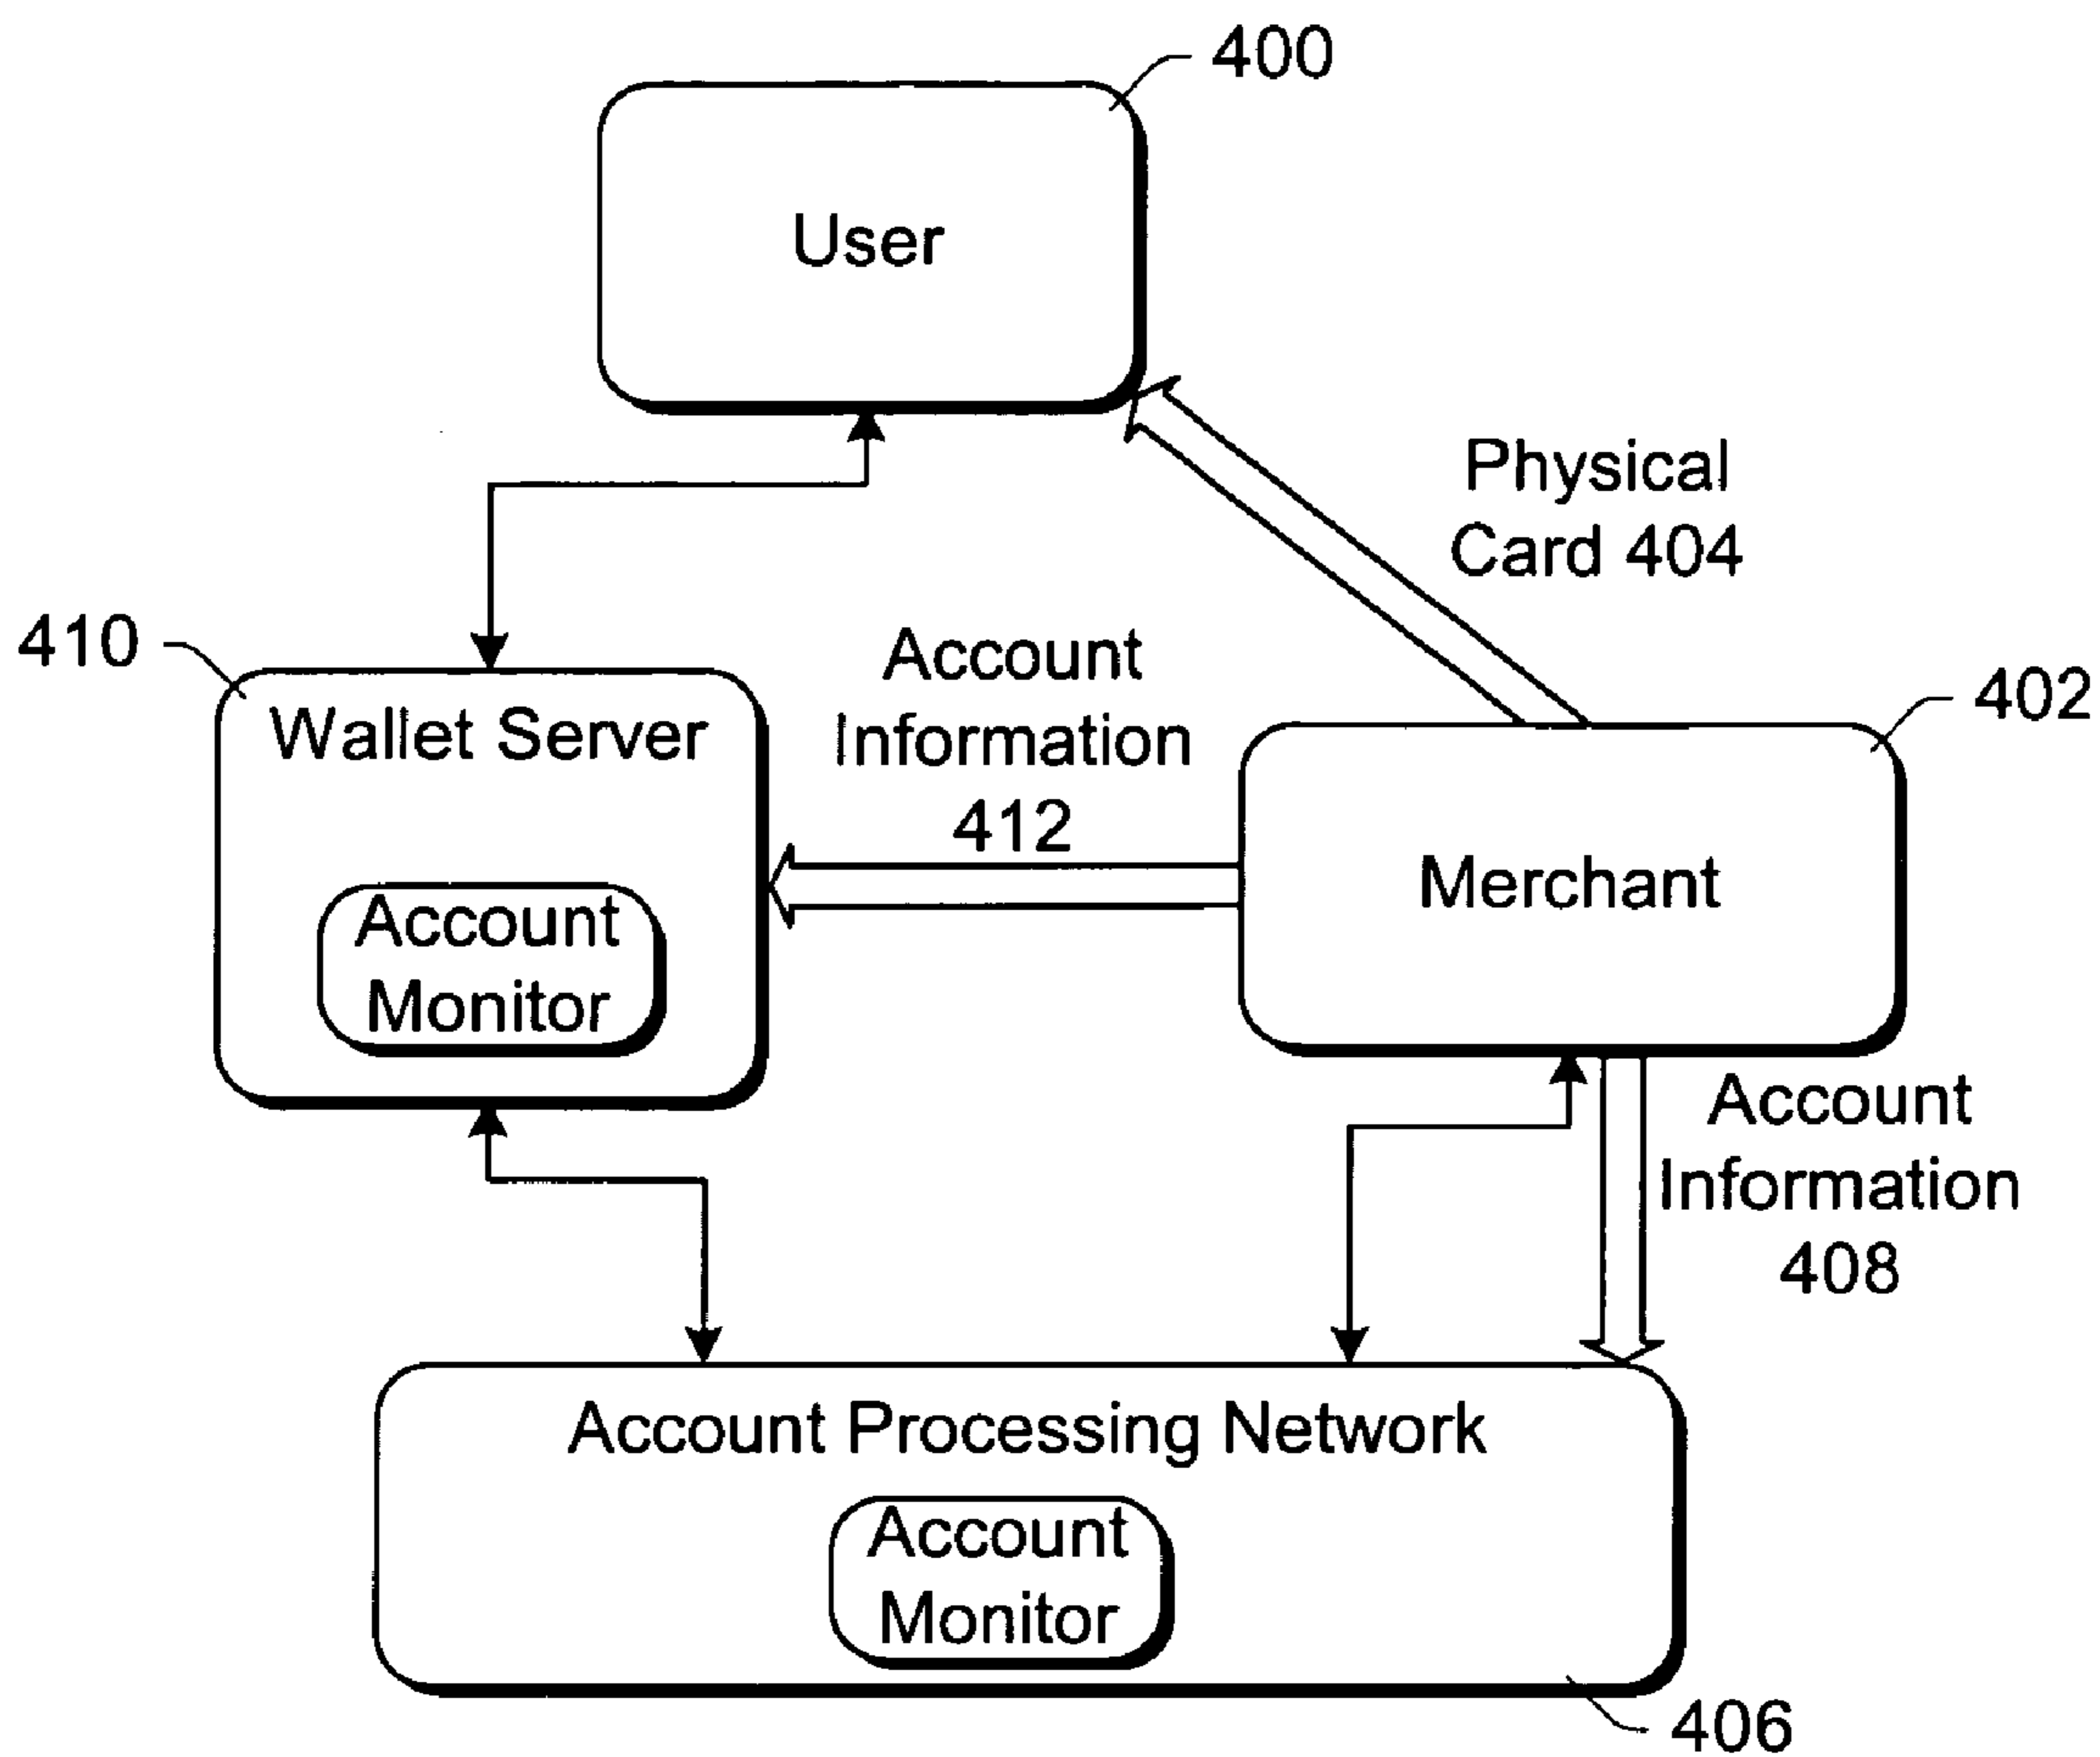 400
User
Physical
Card 404
410
Wallet Server
Account
Information
412
402
Merchant
Account
Monitor
Account
Information
408
Account Processing Network
Account
Monitor
406